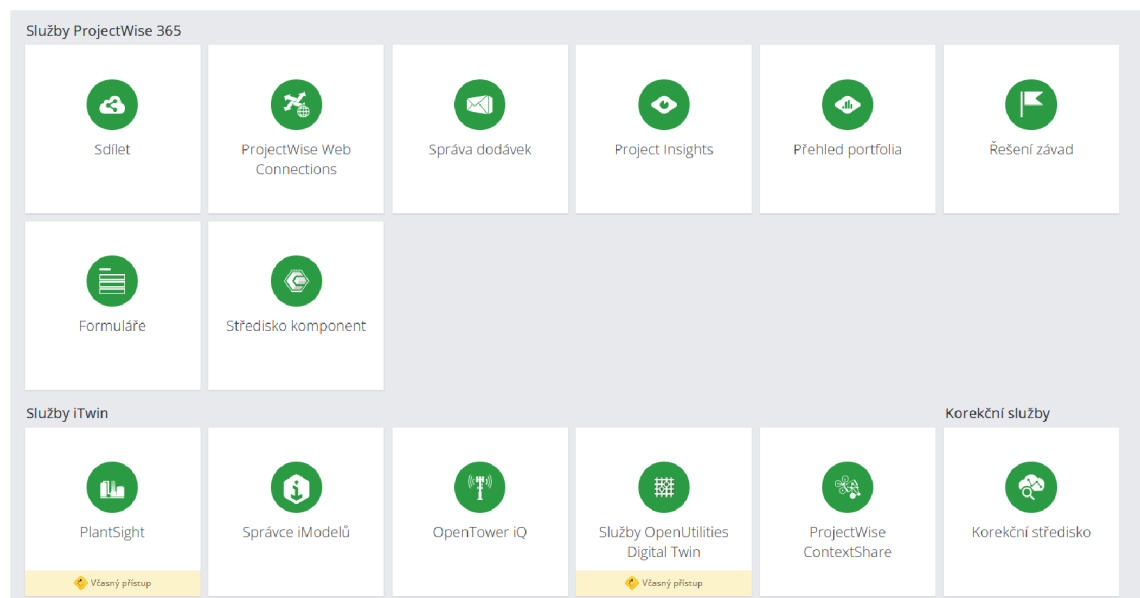 Služby ProjectWise 365
Sdílet
ProjectWise Web
Connections
Správa dodávek
Project Insights
Přehled portfolia
Řešení závad
Formuláře
Středisko komponent
Služby iTwin
Korekční služby
PlantSight
Včasný přístup
Správce iModelů
OpenTower iQ
Služby OpenUtilities
Digital Twin
Včasný přístup
ProjectWise
ContextShare
Korekční středisko